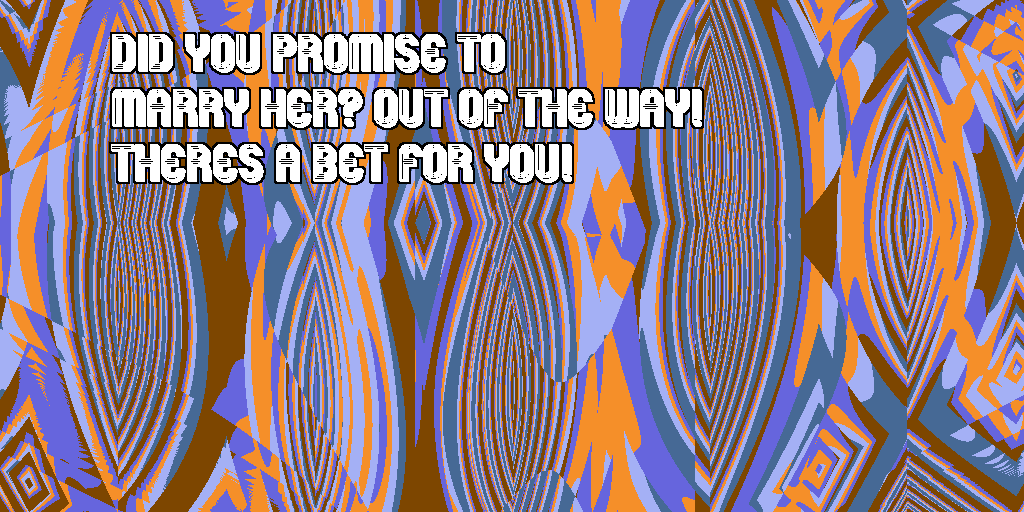 DID YOU PROMISE TO
MARRY HER? OUT OF THE WAY!
THERES A BET FOR YOU!